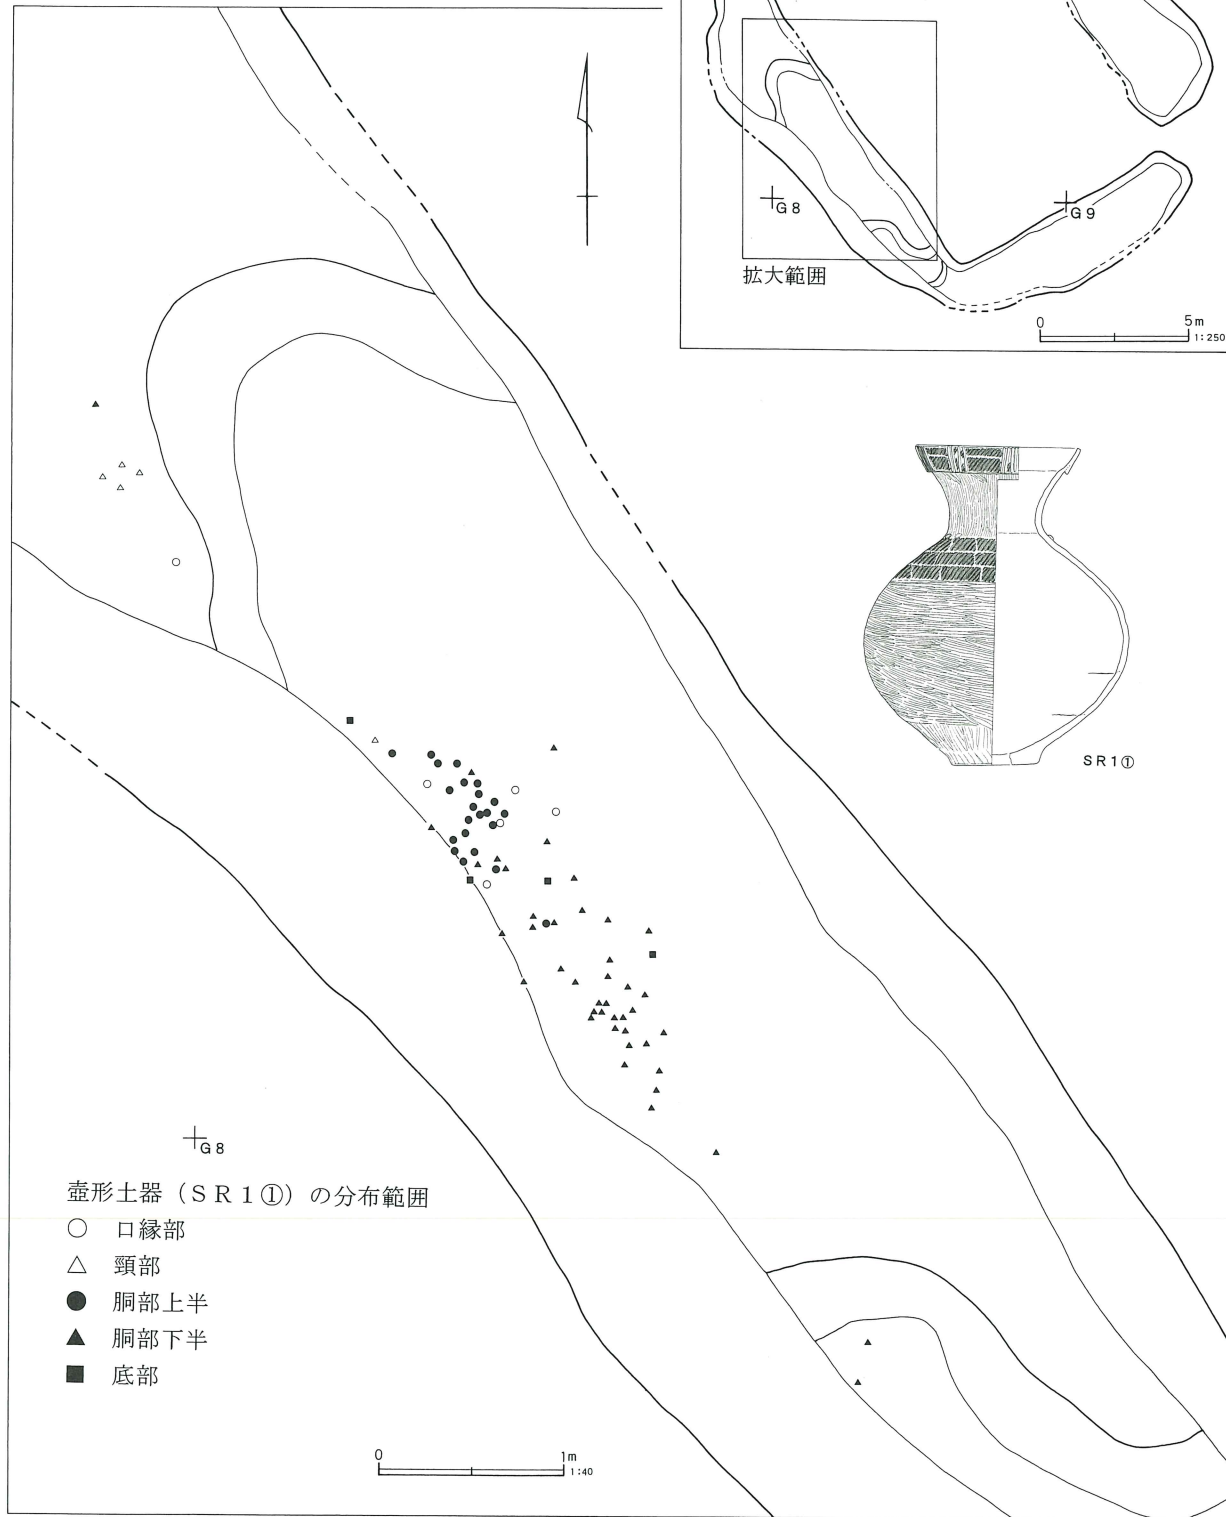 G8
G9
拡大範囲
0 5m
1:250
SR1①
G8
壺形土器（SR1①）の分布範囲
○ 口縁部
△ 頸部
● 胴部上半
▲ 胴部下半
■ 底部
0 1m
1:40